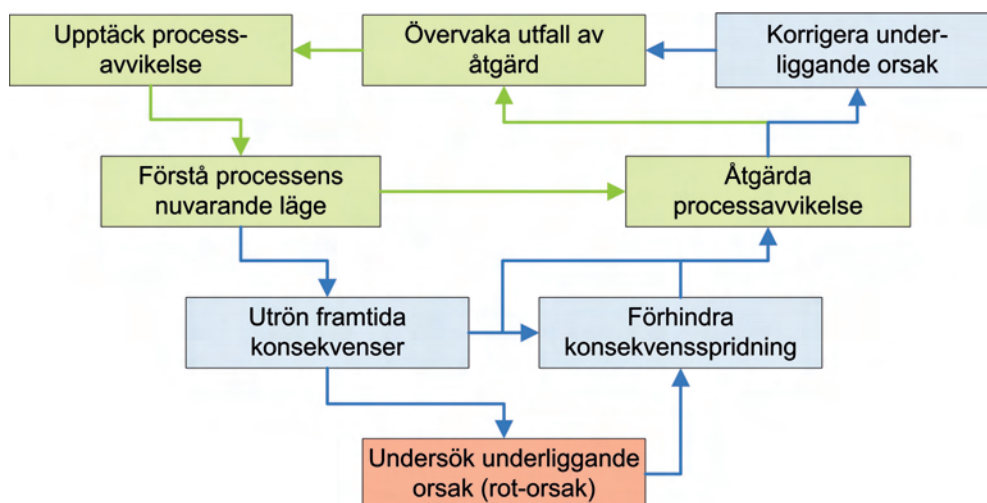 Upptäck process-
avvikelse
Övervaka utfall av
åtgärd
Korrigera under-
liggande orsak
Förstå processens
nuvarande läge
Åtgärda
processavvikelse
Utrön framtida
konsekvenser
Förhindra
konsekvensspridning
Undersök underliggande
orsak (rot-orsak)